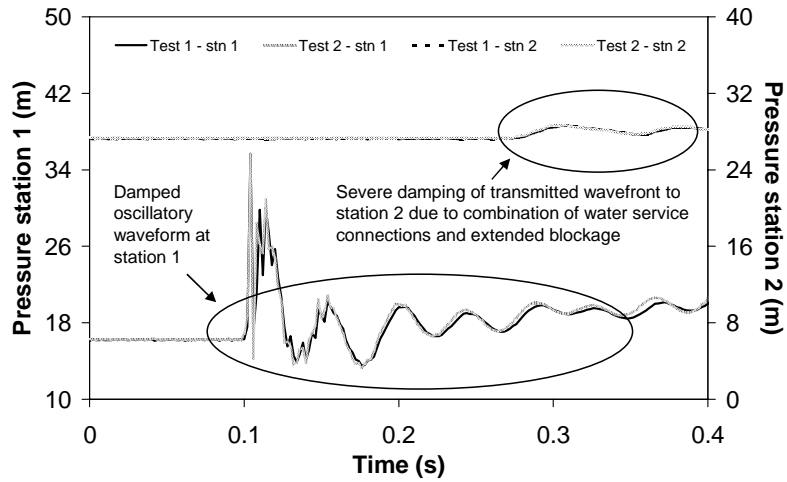 Test 1 - stn 1 Test 2 - stn 1 Test 1 - stn 2 Test 2 - stn 2
Pressure station 1 (m)
50
42
34
26
18
10
Pressure station 2 (m)
40
32
24
16
8
0
Damped
oscillatory
waveform at
station 1
Severe damping of transmitted wavefront to
station 2 due to combination of water service
connections and extended blockage
0 0.1 0.2 0.3 0.4
Time (s)